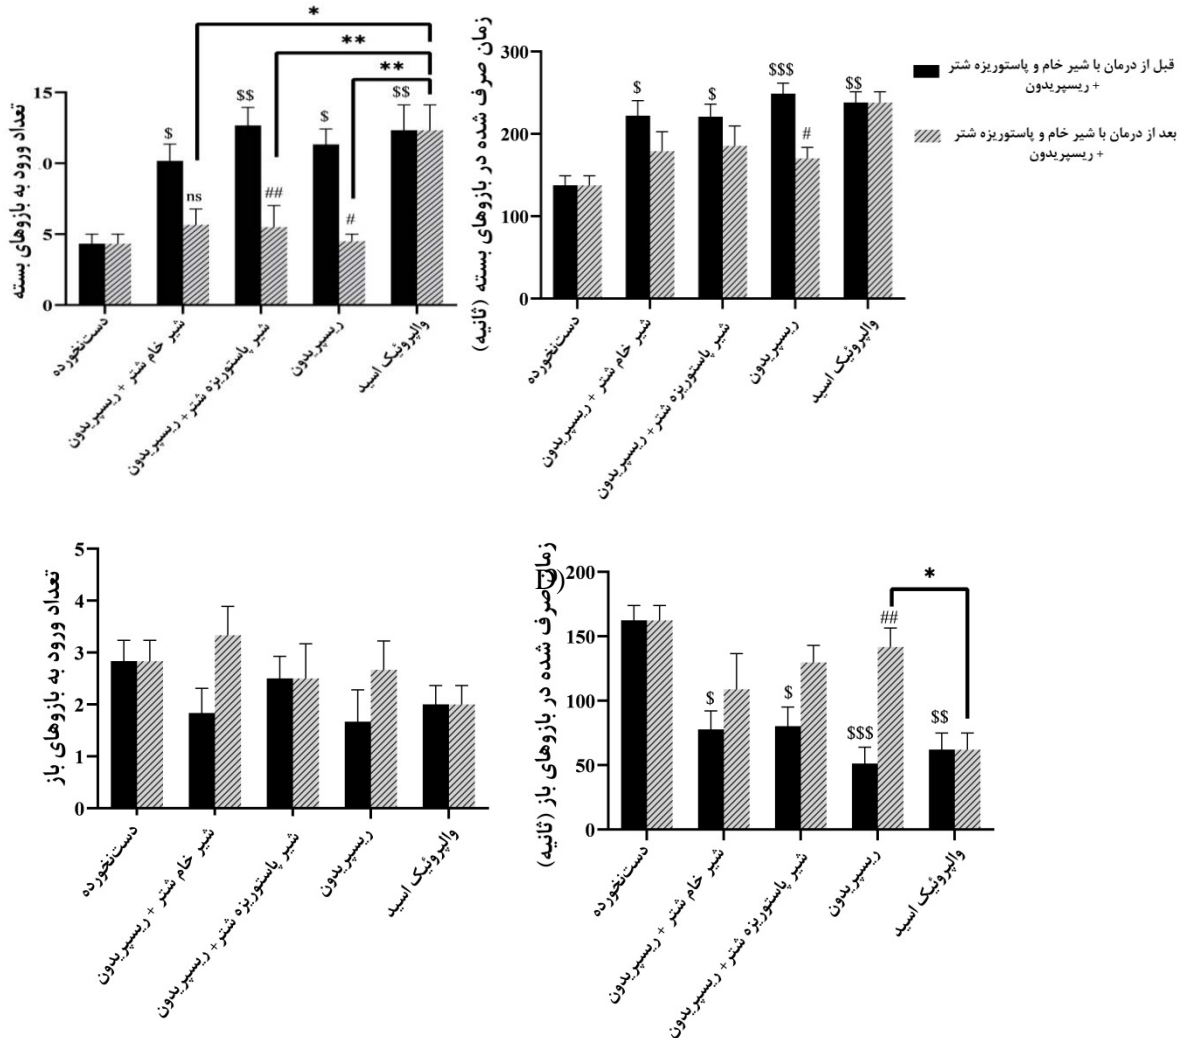 *
**
**
تعداد ورود به بازوهای بسته
15
.0
5
0
$
ns
$$
##
$
#
$$
دست‌نخورده
شیر خام شتر + ریسپریدون
شیر پاستوریزه شتر+ ریسپریدون
ریسپریدون
والپروئیک اسید
زمان صرف شده در بازوهای بسته (ثانیه)
300
200
100
0
$
$
$$$
#
$$
دست‌نخورده
شیر خام شتر + ریسپریدون
شیر پاستوریزه شتر+ ریسپریدون
ریسپریدون
والپروئیک اسید
قبل از درمان با شیر خام و پاستوریزه شتر
+ ریسپریدون
بعد از درمان با شیر خام و پاستوریزه شتر
+ ریسپریدون
تعداد ورود به بازوهای باز
5
4
3
2
1
0
دست‌نخورده
شیر خام شتر + ریسپریدون
شیر پاستوریزه شتر+ ریسپریدون
ریسپریدون
والپروئیک اسید
D)
زمان صرف شده در بازوهای باز (ثانیه)
200
150
100
50
0
*
$
$
$$$
##
$$
دست‌نخورده
شیر خام شتر + ریسپریدون
شیر پاستوریزه شتر+ ریسپریدون
ریسپریدون
والپروئیک اسید